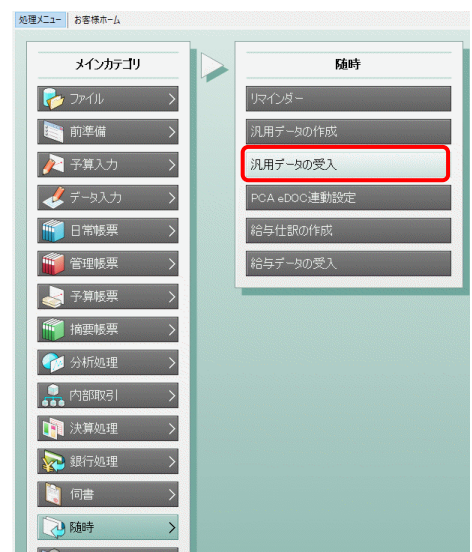 処理メニュー お客様ホーム
メインカテゴリ
ファイル
前準備
予算入力
データ入力
日常帳票
管理帳票
予算帳票
摘要帳票
分析処理
内部取引
決算処理
銀行処理
伺書
随時
随時
リマインダー
汎用データの作成
汎用データの受入
PCA eDOC連動設定
給与仕訳の作成
給与データの受入